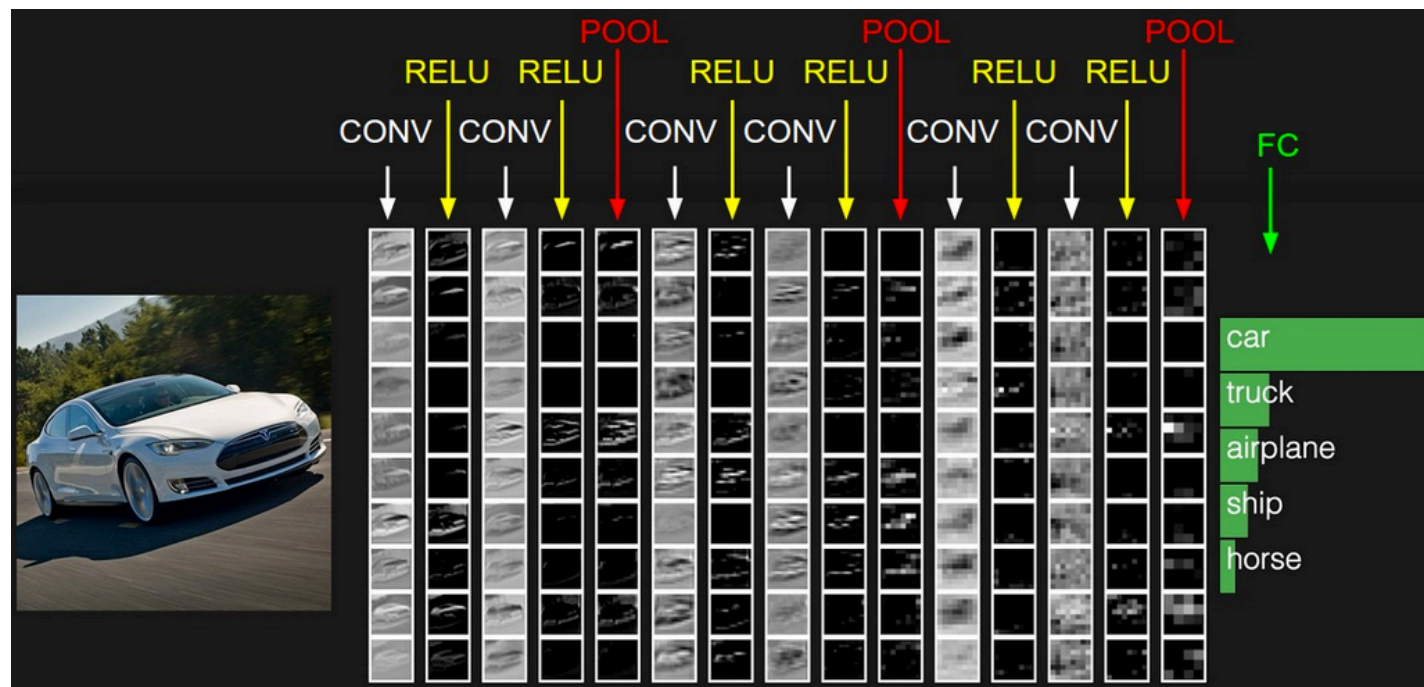 POOL POOL POOL
RELU RELU RELU RELU RELU RELU
CONV CONV CONV CONV CONV CONV
FC
car
truck
airplane
ship
horse